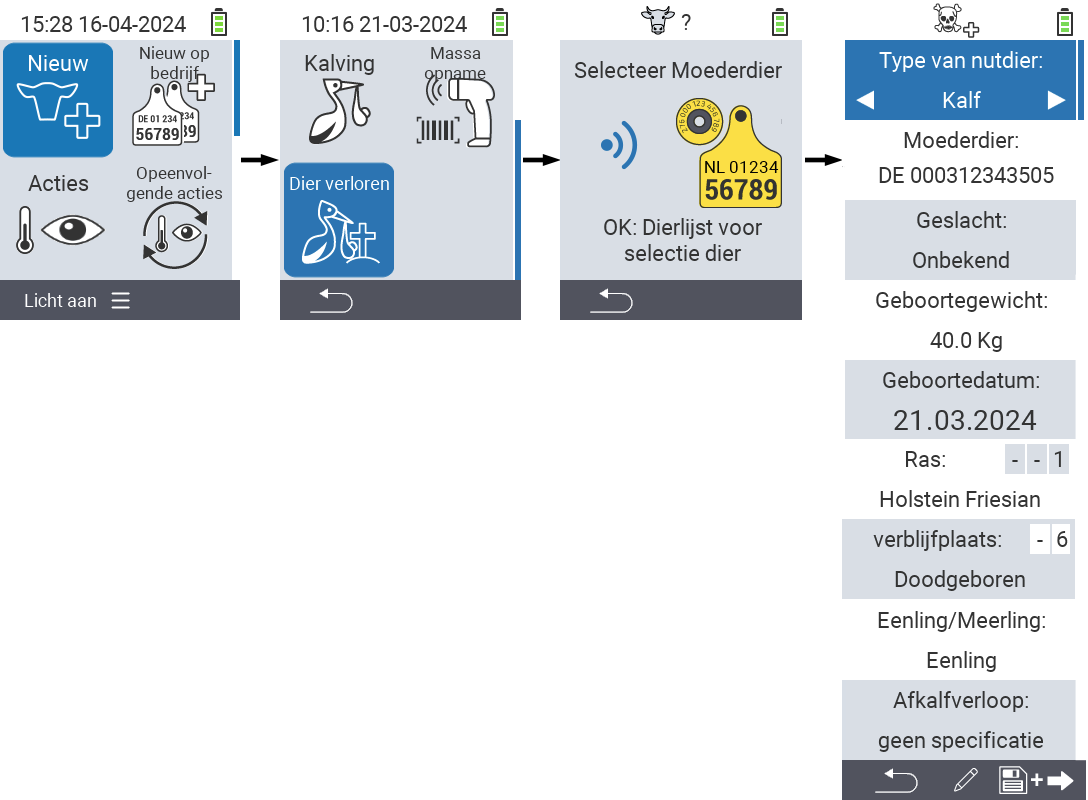 15:28 16-04-2024
Nieuw
Nieuw op
bedrijf
DE 01 234
234
56789
89
Acties
Opeenvol-
gende acties
Licht aan
10:16 21-03-2024
Kalving
Massa
opname
Dier verloren
?
Selecteer Moederdier
276 000 123 456 789
NL 01234
56789
OK: Dierlijst voor
selectie dier
Type van nutdier:
Kalf
Moederdier:
DE 000312343505
Geslacht:
Onbekend
Geboortegewicht:
40.0 Kg
Geboortedatum:
21.03.2024
Ras: - - 1
Holstein Friesian
verblijfplaats: - 6
Doodgeboren
Eenling/Meerling:
Eenling
Afkalfverloop:
geen specificatie
+